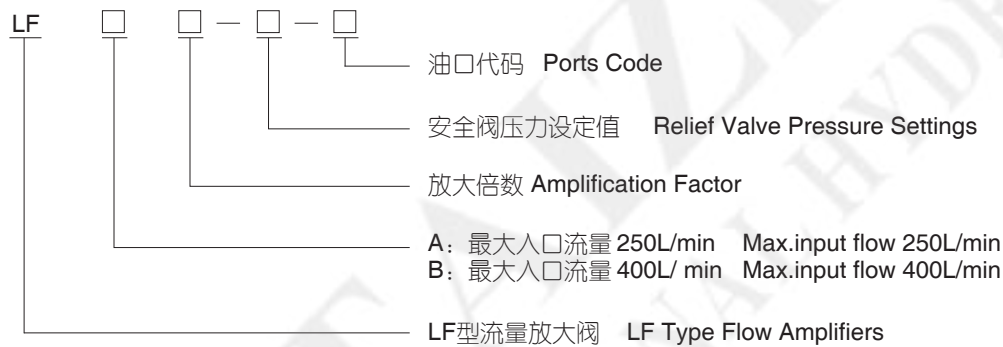 LF □ □ — □ — □
油口代码 Ports Code
安全阀压力设定值 Relief Valve Pressure Settings
放大倍数 Amplification Factor
A：最大入口流量 250L/min Max.input flow 250L/min
B：最大入口流量 400L/ min Max.input flow 400L/min
LF型流量放大阀 LF Type Flow Amplifiers